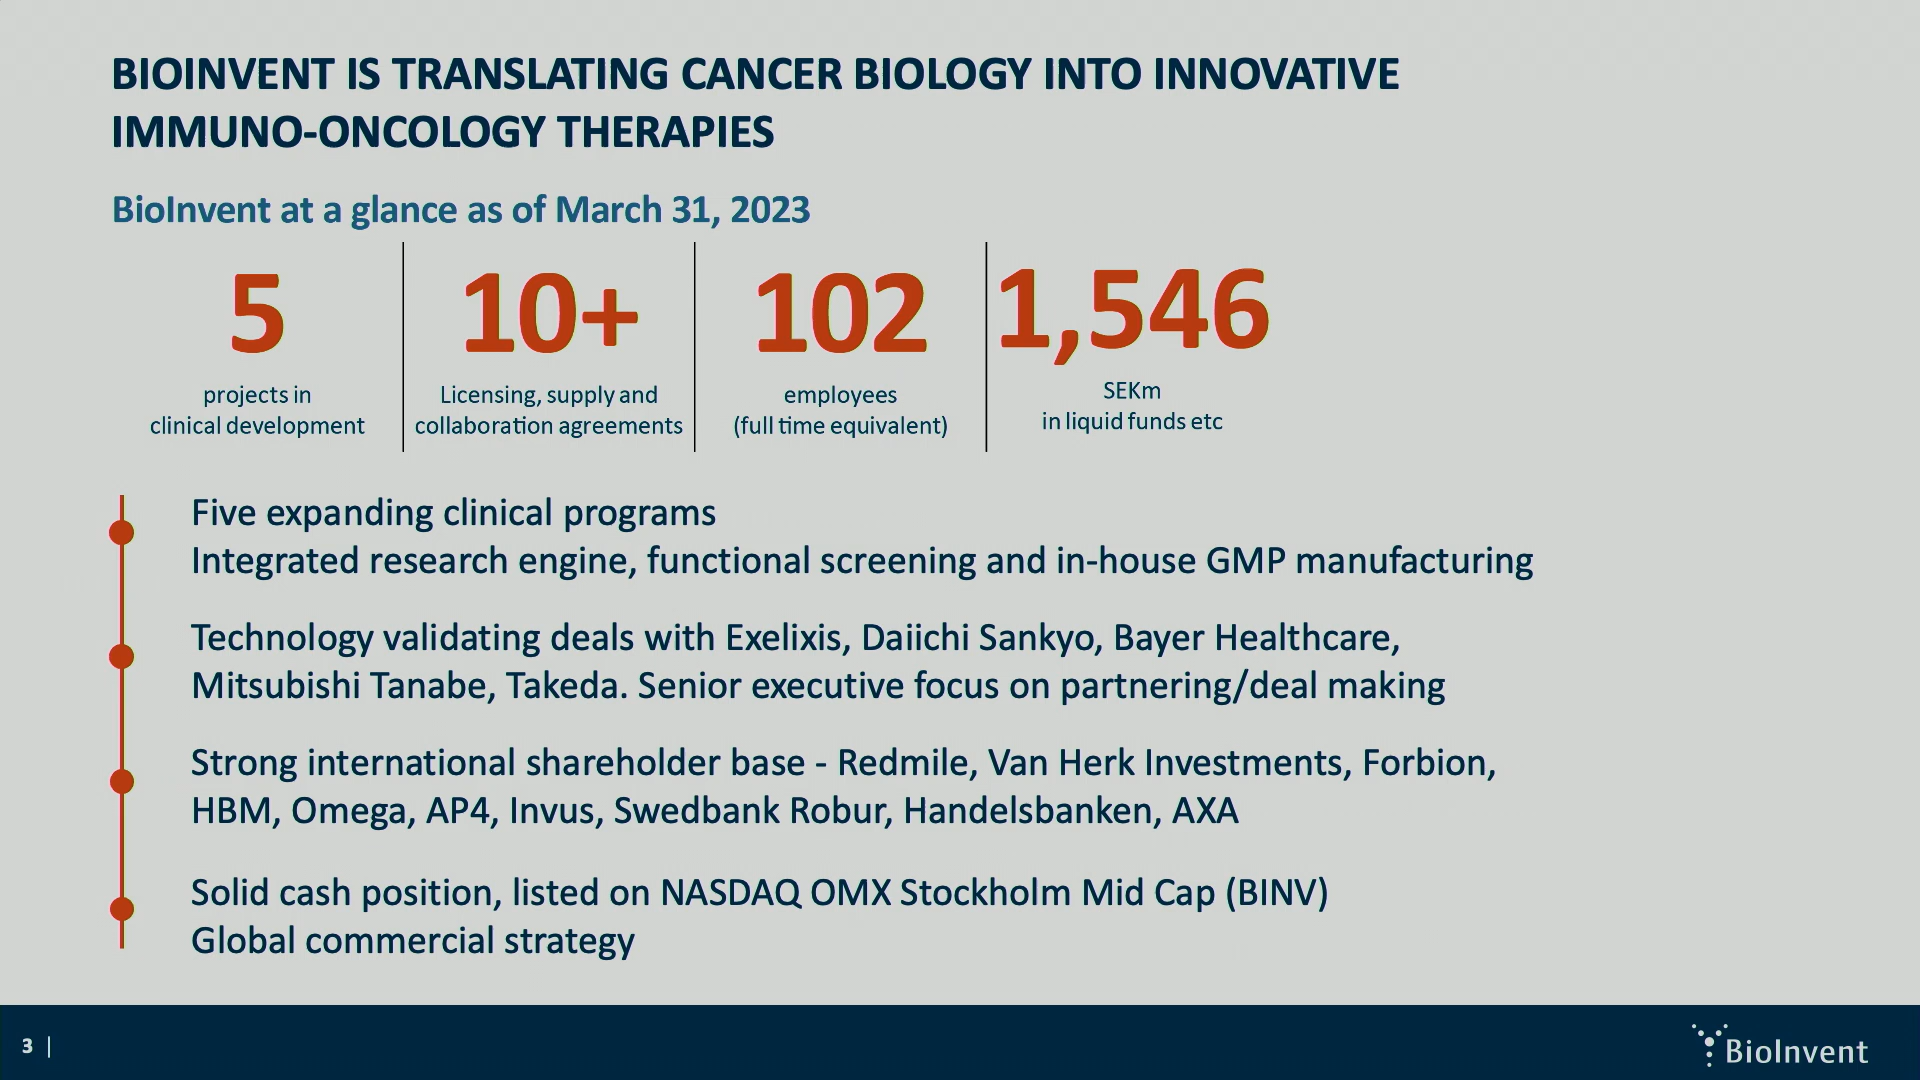 BIOINVENT IS TRANSLATING CANCER BIOLOGY INTO INNOVATIVE
IMMUNO-ONCOLOGY THERAPIES
BioInvent at a glance as of March 31, 2023
5
projects in
clinical development
10+
Licensing, supply and
collaboration agreements
102
employees
(full time equivalent)
1,546
SEKm
in liquid funds etc
Five expanding clinical programs
Integrated research engine, functional screening and in-house GMP manufacturing
Technology validating deals with Exelixis, Daiichi Sankyo, Bayer Healthcare,
Mitsubishi Tanabe, Takeda. Senior executive focus on partnering/deal making
Strong international shareholder base - Redmile, Van Herk Investments, Forbion,
HBM, Omega, AP4, Invus, Swedbank Robur, Handelsbanken, AXA
Solid cash position, listed on NASDAQ OMX Stockholm Mid Cap (BINV)
Global commercial strategy
3 |
BioInvent